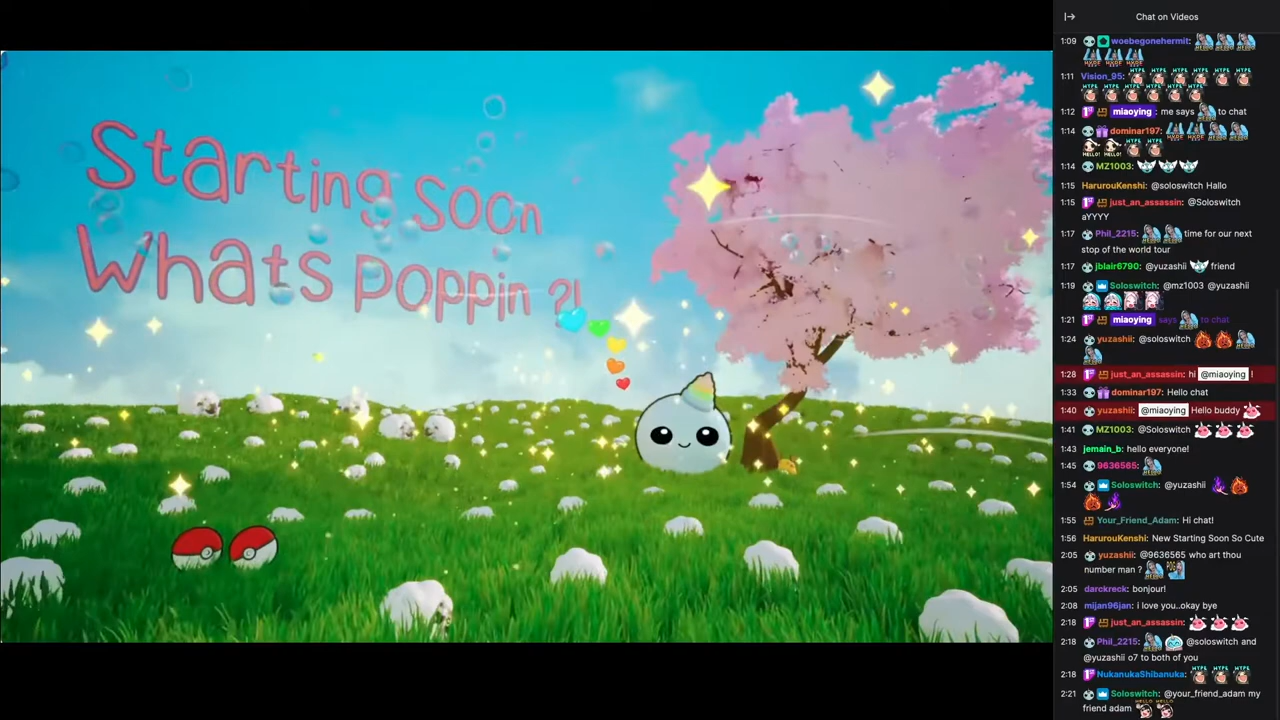 Starting Soon
Whats poppin ?!
Chat on Videos
1:09 woebegonehermit:
1:11 Vision_95:
1:12 miaoying: me says to chat
1:14 dominar197:
1:14 MZ1003:
1:15 HarurouKenshi: @soloswitch Hallo
1:15 just_an_assassin: @Soloswitch
aYYYY
1:17 Phil_2215: time for our next
stop of the world tour
1:17 jblair6790: @yuzashii friend
1:19 Soloswitch: @mz1003 @yuzashii
1:21 miaoying says to chat
1:24 yuzashii: @soloswitch
1:28 just_an_assassin: hi @miaoying !
1:33 dominar197: Hello chat
1:40 yuzashii: @miaoying Hello buddy
1:41 MZ1003: @Soloswitch
1:43 jemain_b: hello everyone!
1:45 9636565:
1:54 Soloswitch: @yuzashii
1:55 Your_Friend_Adam: Hi chat!
1:56 HarurouKenshi: New Starting Soon So Cute
2:05 yuzashii: @9636565 who art thou
number man ?
2:05 darckreck: bonjour!
2:08 mijan96jan: i love you..okay bye
2:18 just_an_assassin:
2:18 Phil_2215: @soloswitch and
@yuzashii o7 to both of you
2:18 NukanukaShibanuka:
2:21 Soloswitch: @your_friend_adam my
friend adam